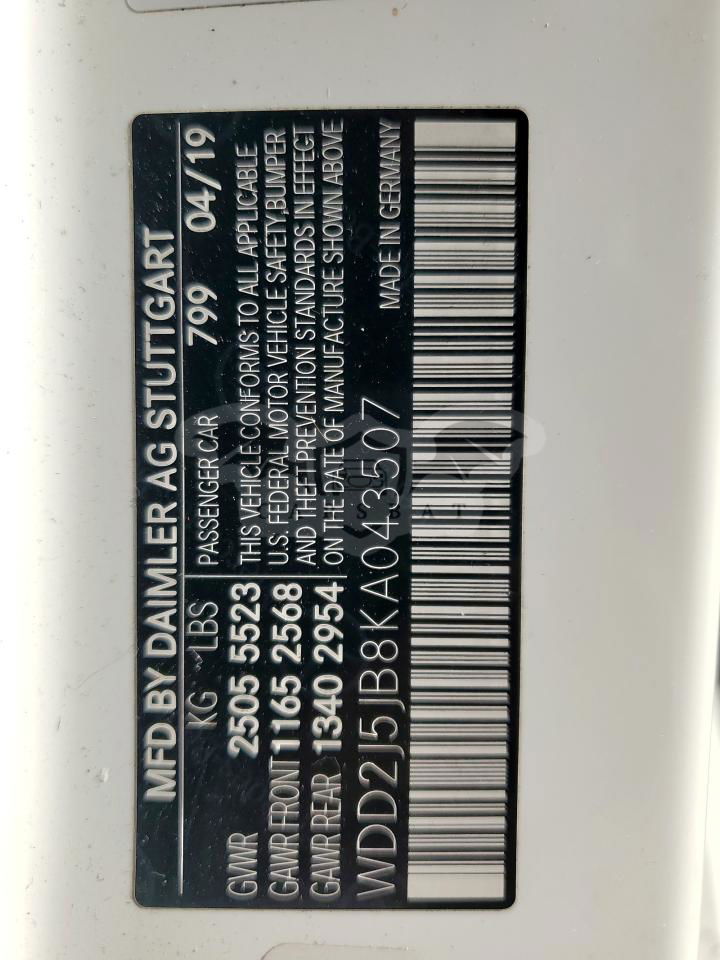 MFD BY DAIMLER AG STUTTGART
799 04/19
KG LBS
GVWR 2505 5523
GAWR FRONT 1165 2568
GAWR REAR 1340 2954
PASSENGER CAR
THIS VEHICLE CONFORMS TO ALL APPLICABLE
U.S. FEDERAL MOTOR VEHICLE SAFETY,BUMPER
AND THEFT PREVENTION STANDARDS IN EFFECT
ON THE DATE OF MANUFACTURE SHOWN ABOVE
WDD2J5JB8KA043507
MADE IN GERMANY